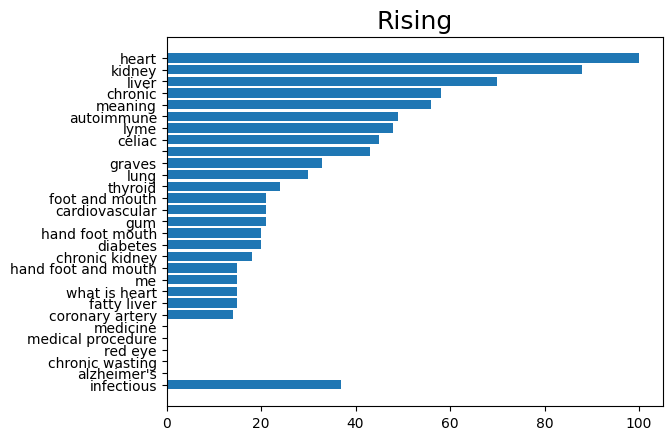 Rising
heart
kidney
liver
chronic
meaning
autoimmune
lyme
celiac
graves
lung
thyroid
foot and mouth
cardiovascular
gum
hand foot mouth
diabetes
chronic kidney
hand foot and mouth
me
what is heart
fatty liver
coronary artery
medicine
medical procedure
red eye
chronic wasting
alzheimer's
infectious
0 20 40 60 80 100